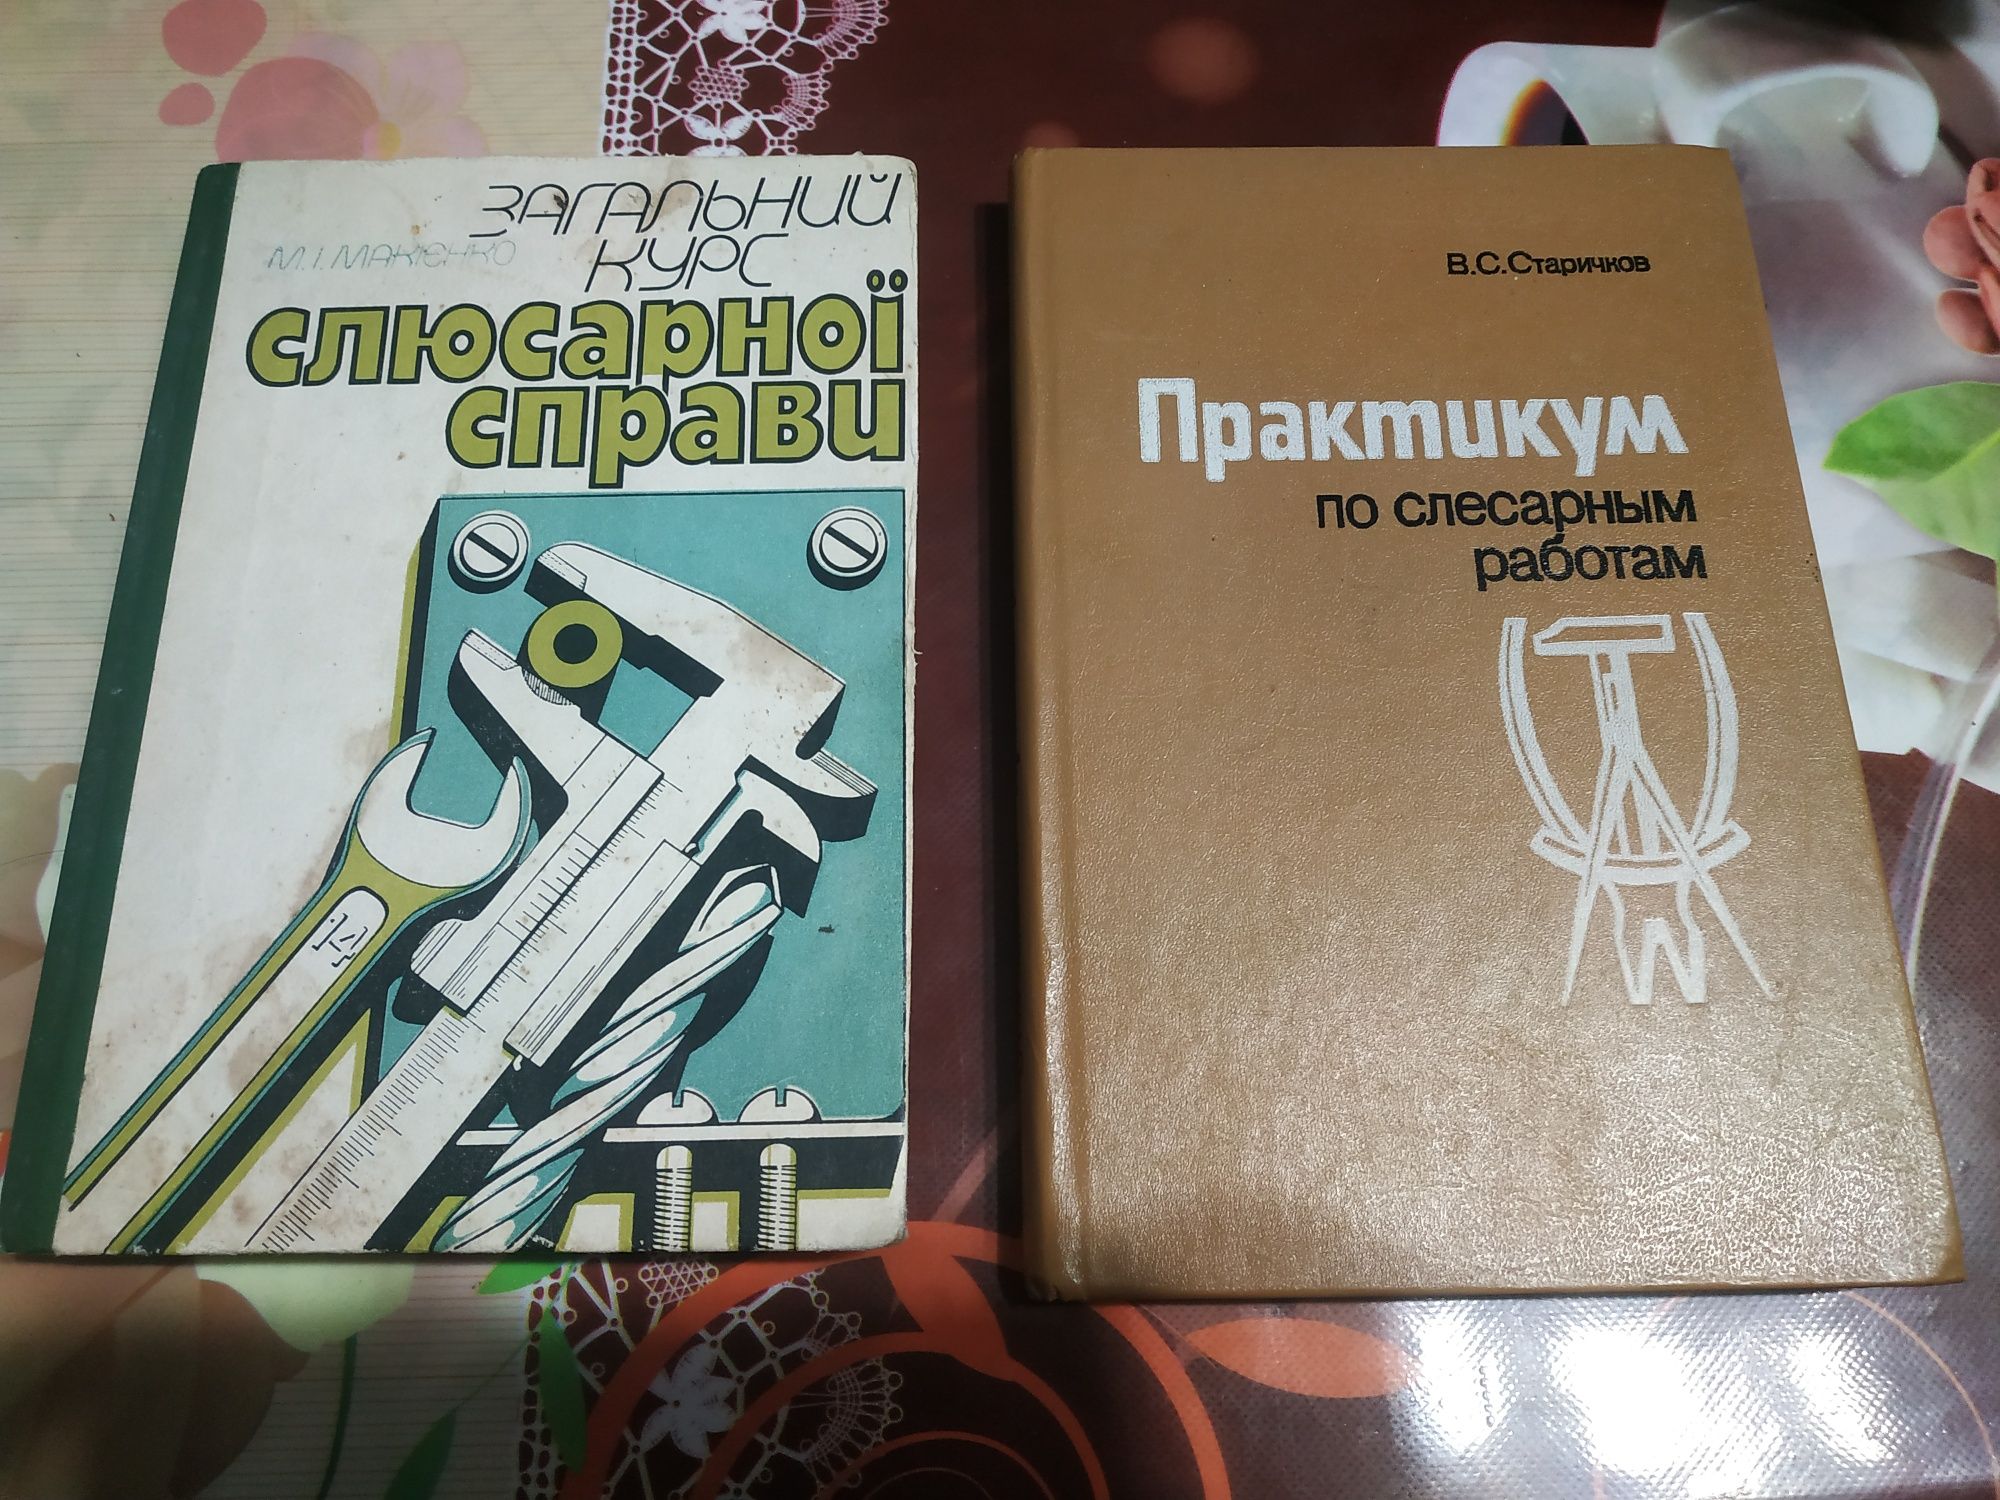 ЗАГАЛЬНИЙ
КУРС
М.І.МАКІЄНКО
слюсарної
справи
14
В.С.Старичков
Практикум
по слесарным
работам